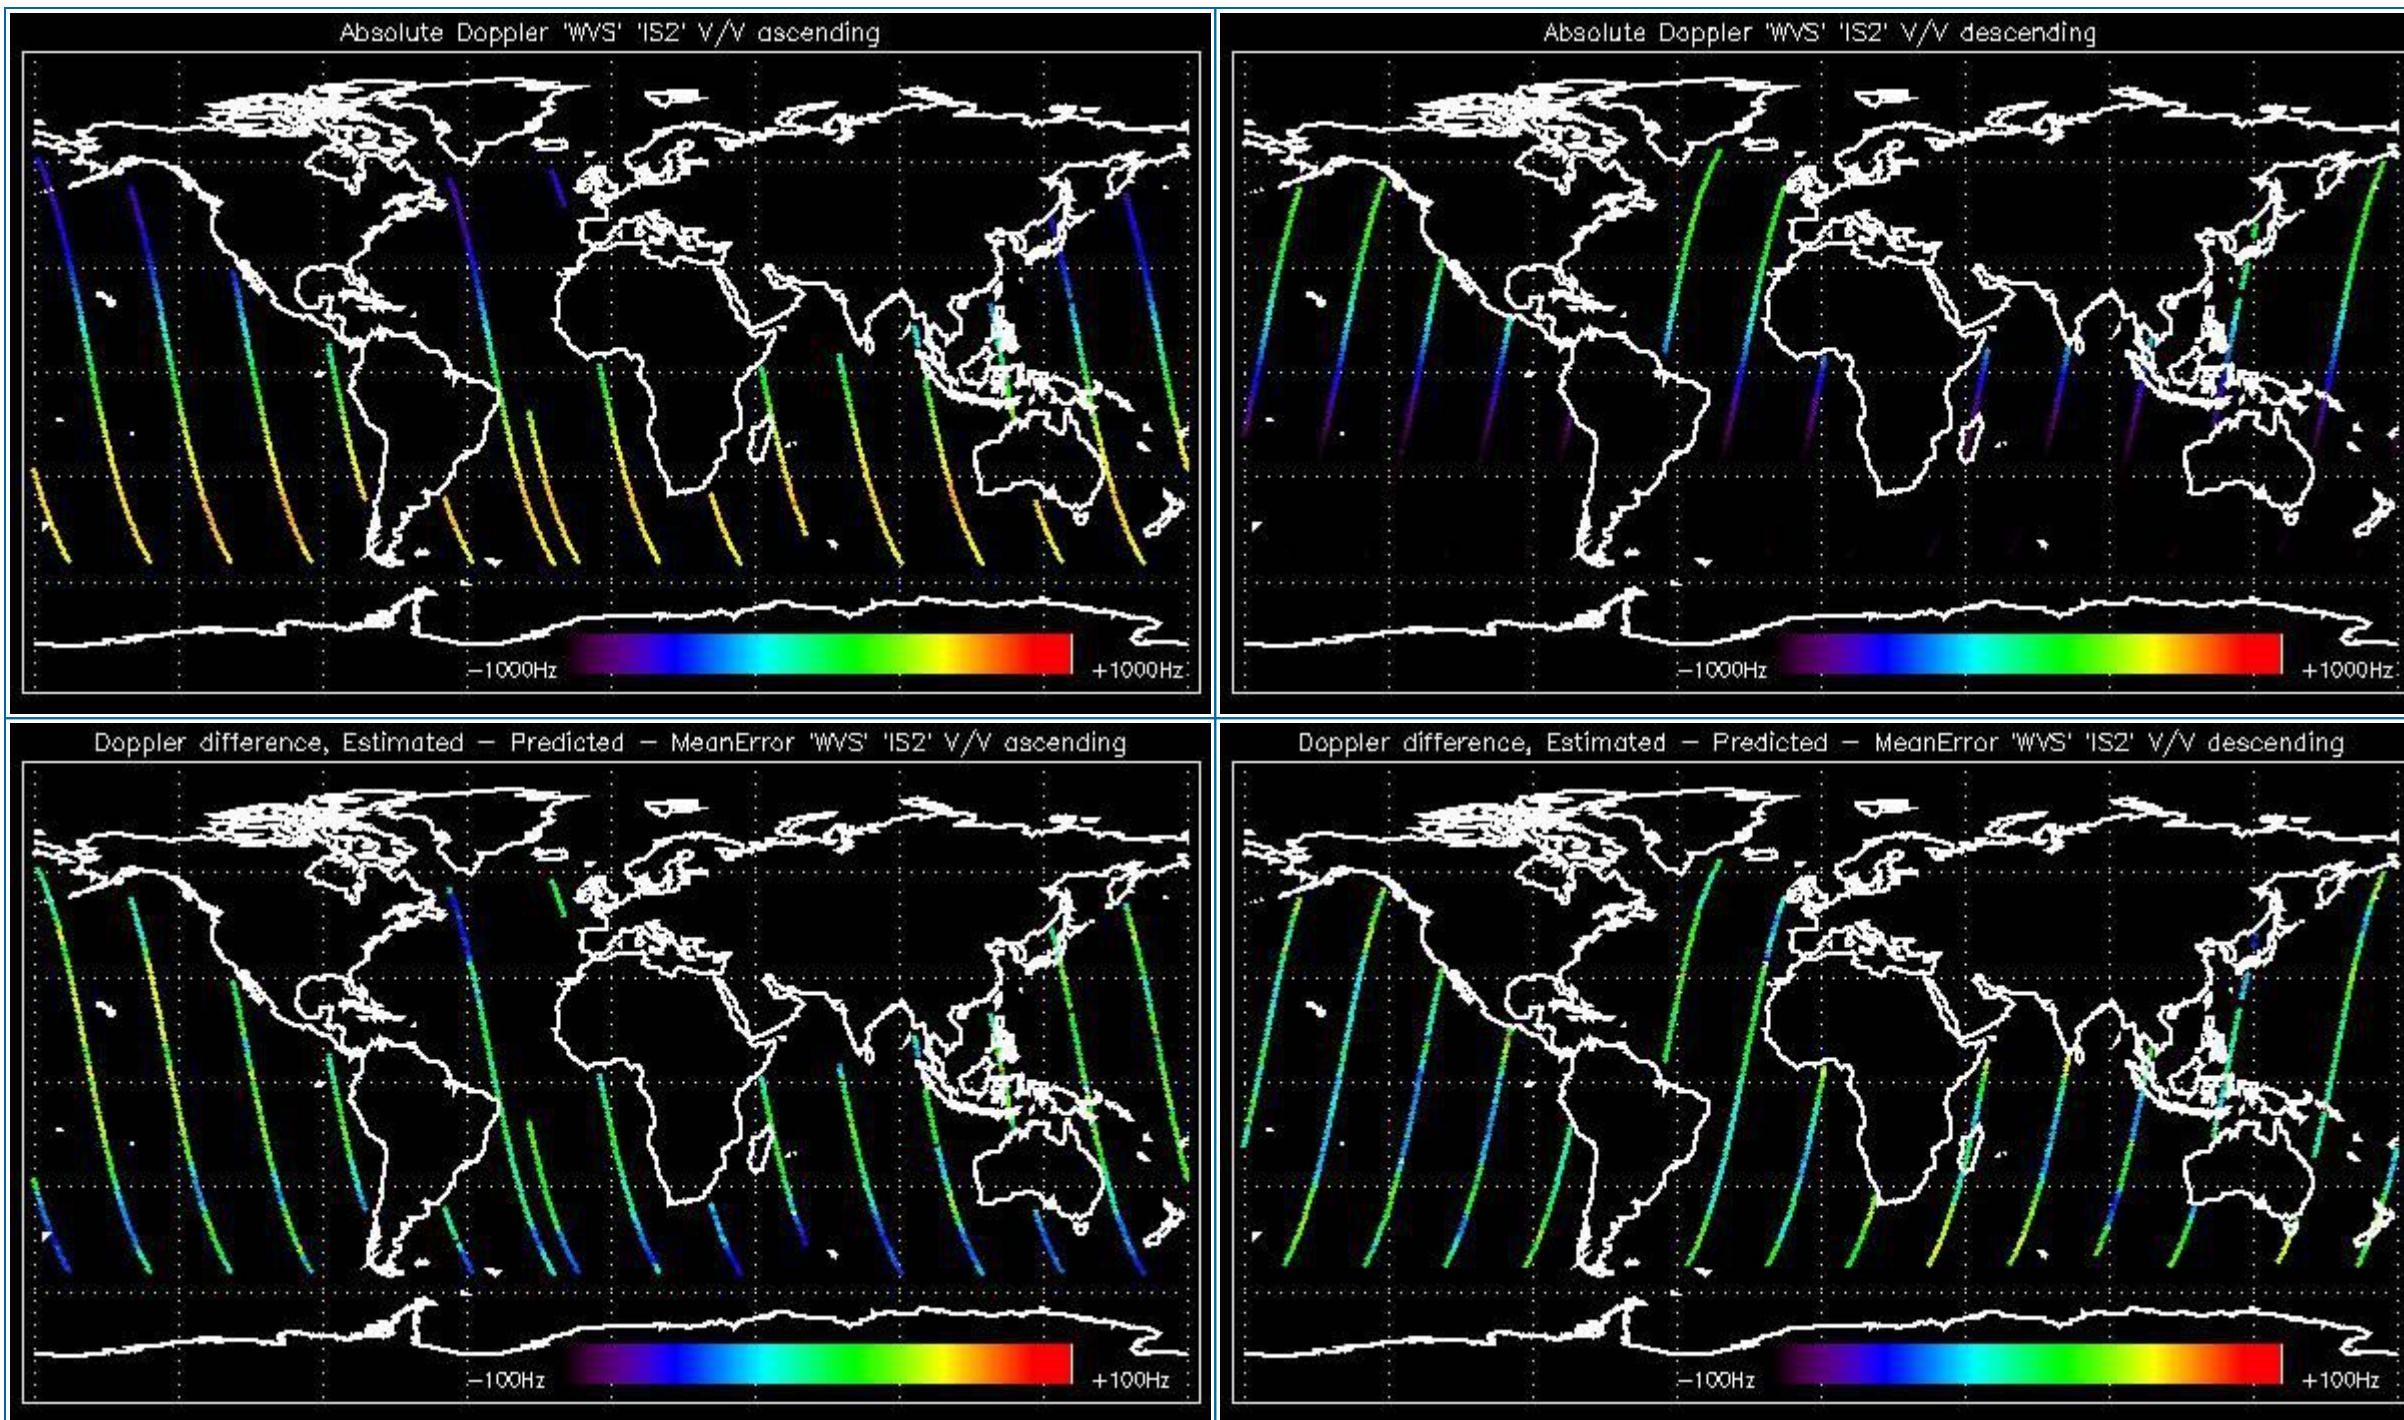 Absolute Doppler 'WVS' 'IS2' V/V ascending
-1000Hz
+1000Hz
Absolute Doppler 'WVS' 'IS2' V/V descending
-1000Hz
+1000Hz
Doppler difference, Estimated - Predicted - MeanError 'WVS' 'IS2' V/V ascending
-100Hz
+100Hz
Doppler difference, Estimated - Predicted - MeanError 'WVS' 'IS2' V/V descending
-100Hz
+100Hz